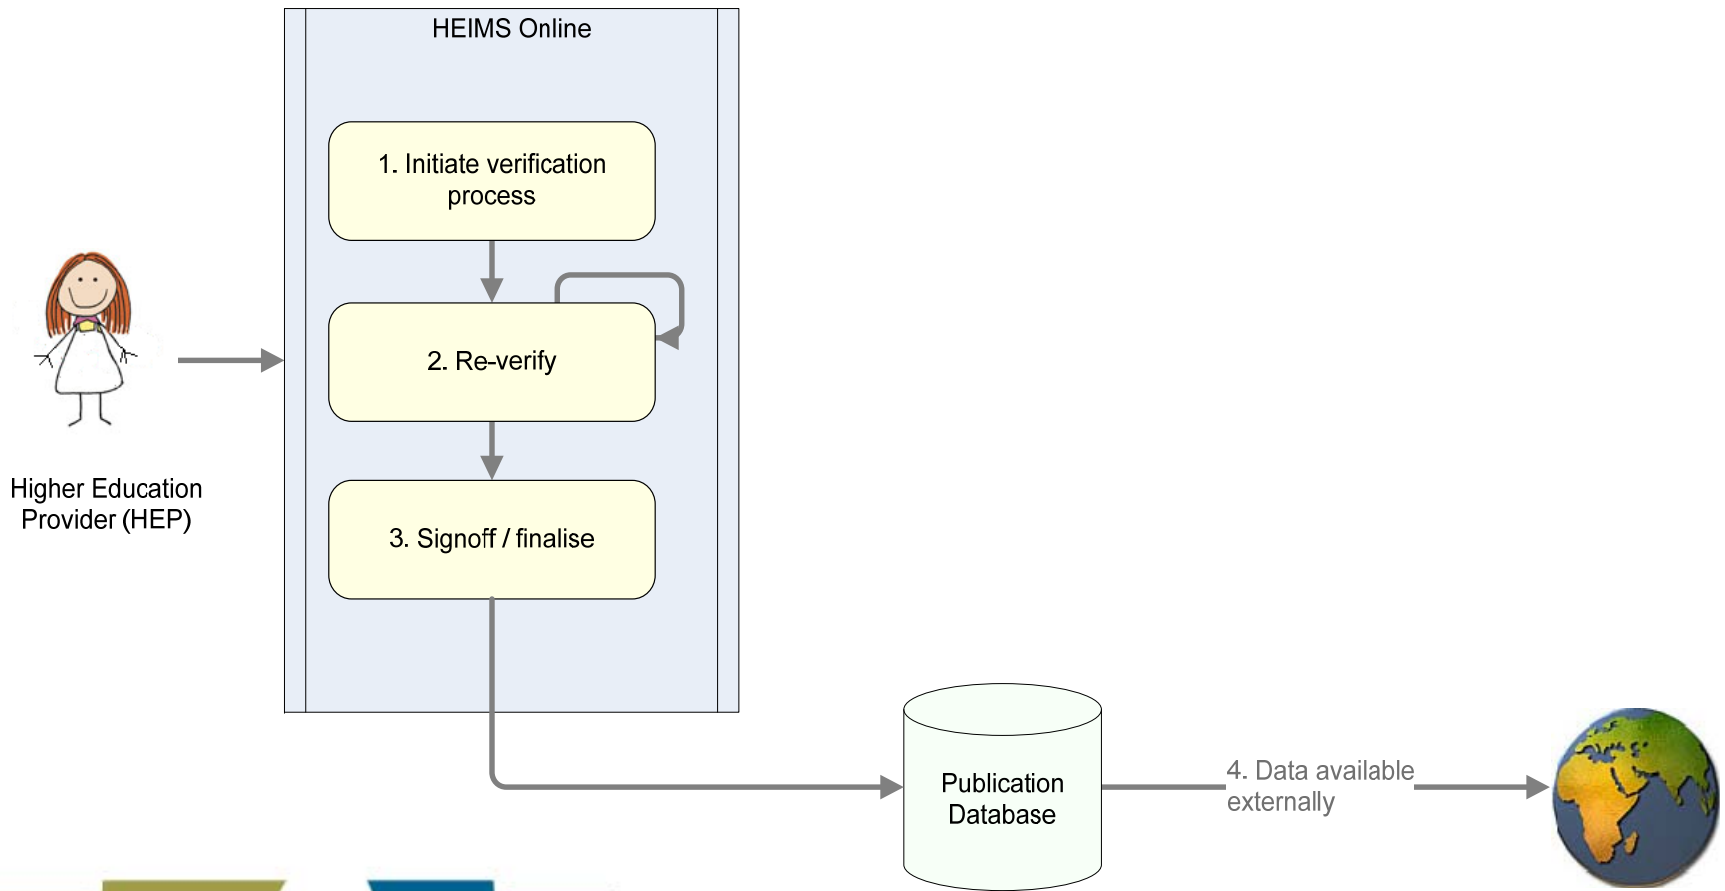 HEIMS Online
1. Initiate verification
process
2. Re-verify
Higher Education
Provider (HEP)
3. Signoff / finalise
Publication
Database
4. Data available
externally